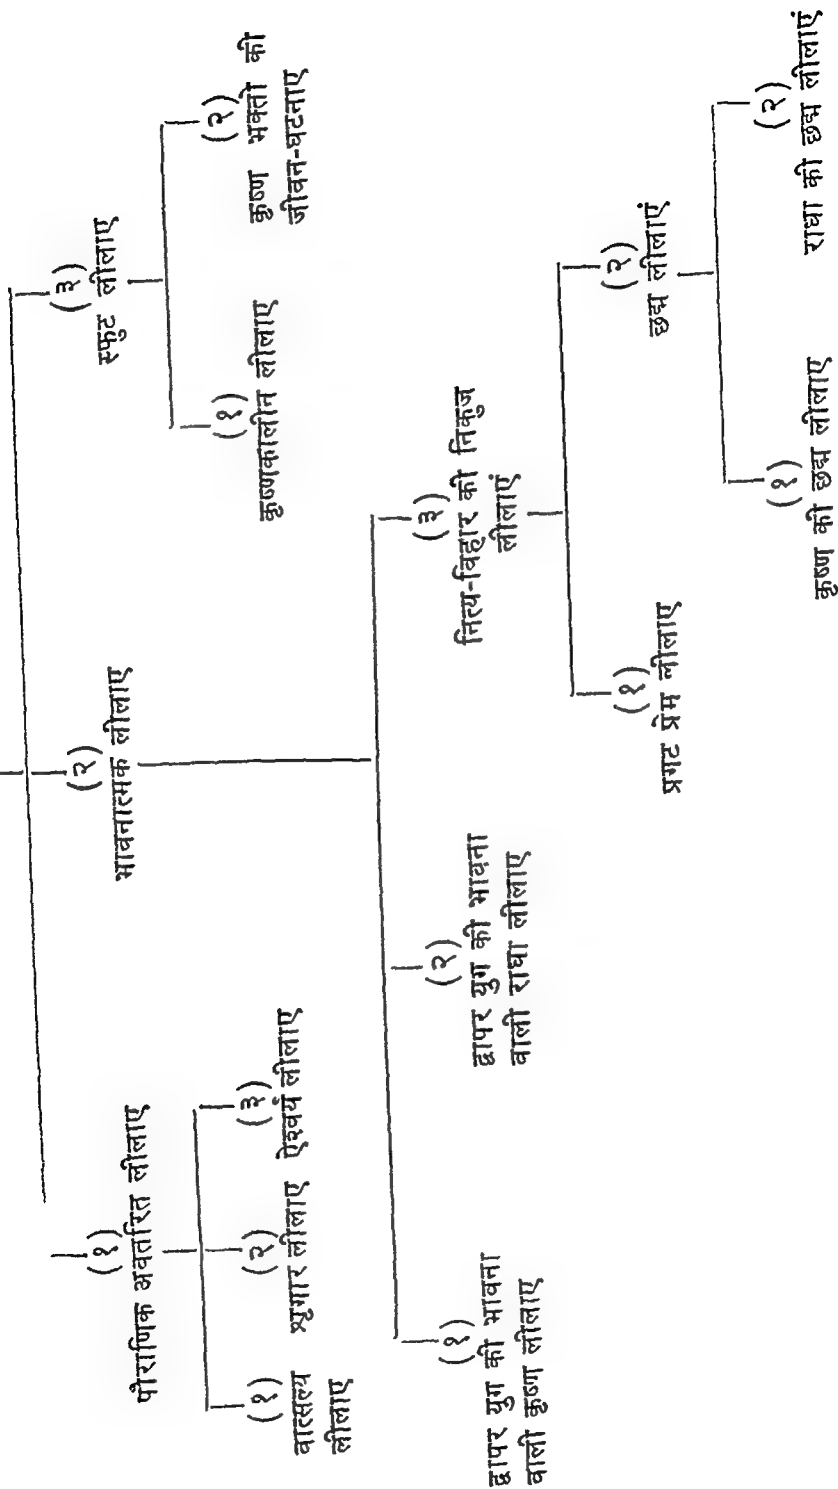 (१)
पौराणिक अवतरित लीलाए
(२)
भावनात्मक लीलाए
(३)
स्फुट लीलाए
(१)
वात्सल्य
लीलाए
(२)
श्रृगार लीलाए
(३)
ऐश्वर्य लीलाए
(१)
कृष्णकालीन लीलाए
(२)
कृष्ण भक्तो की
जीवन-घटनाए
(१)
द्वापर युग की भावना
वाली कृष्ण लीलाए
(२)
द्वापर युग की भावना
वाली राधा लीलाए
(३)
नित्य-विहार की निकुज
लीलाएं
(१)
प्रगट प्रेम लीलाए
(२)
छद्म लीलाएं
(१)
कृष्ण की छद्म लीलाएं
(२)
राधा की छद्म लीलाएं